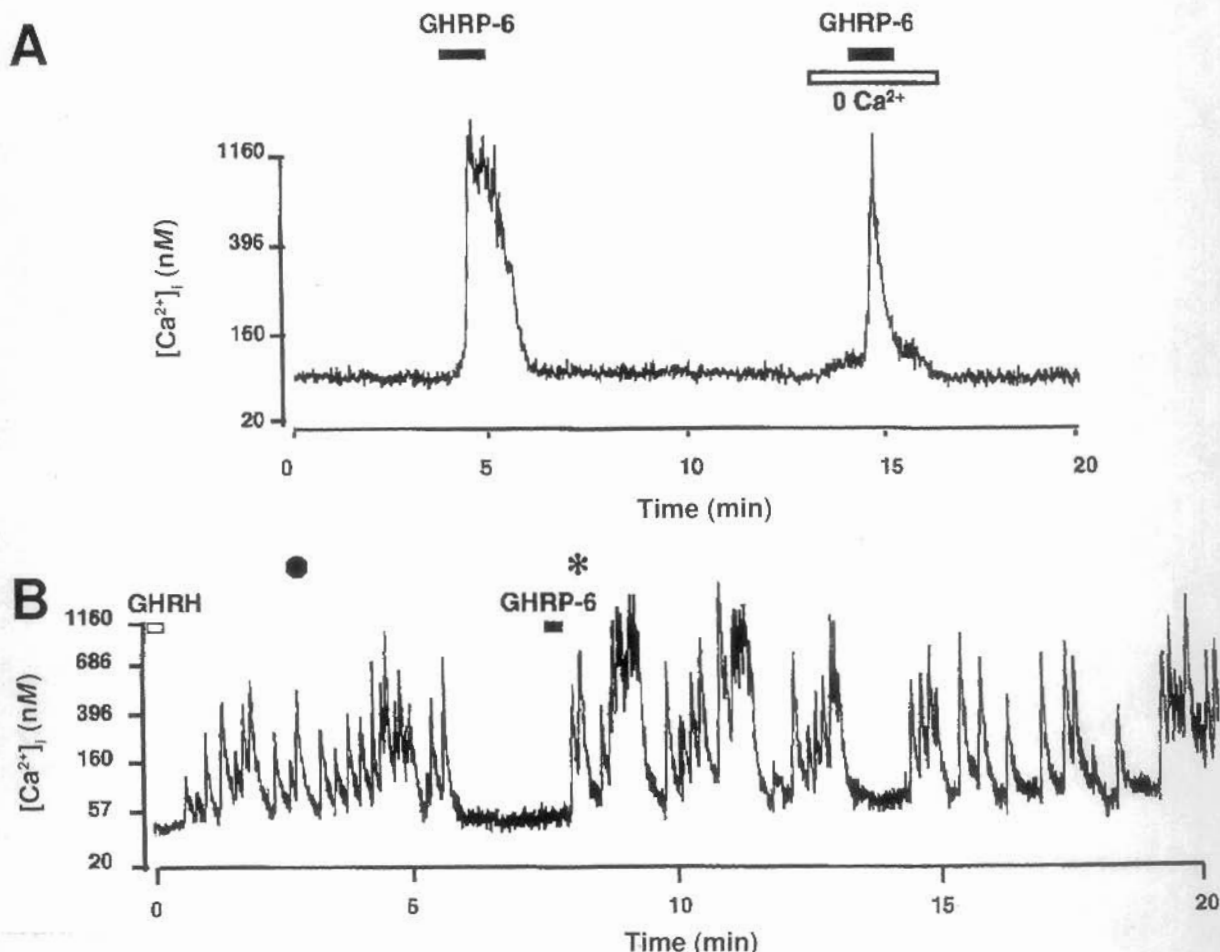 A
GHRP-6
GHRP-6
0 Ca²⁺
1160
396
160
20
[Ca²⁺]ᵢ (nM)
0 5 10 15 20
Time (min)
B
*
GHRH
GHRP-6
1160
686
396
160
57
20
[Ca²⁺]ᵢ (nM)
0 5 10 15 20
Time (min)